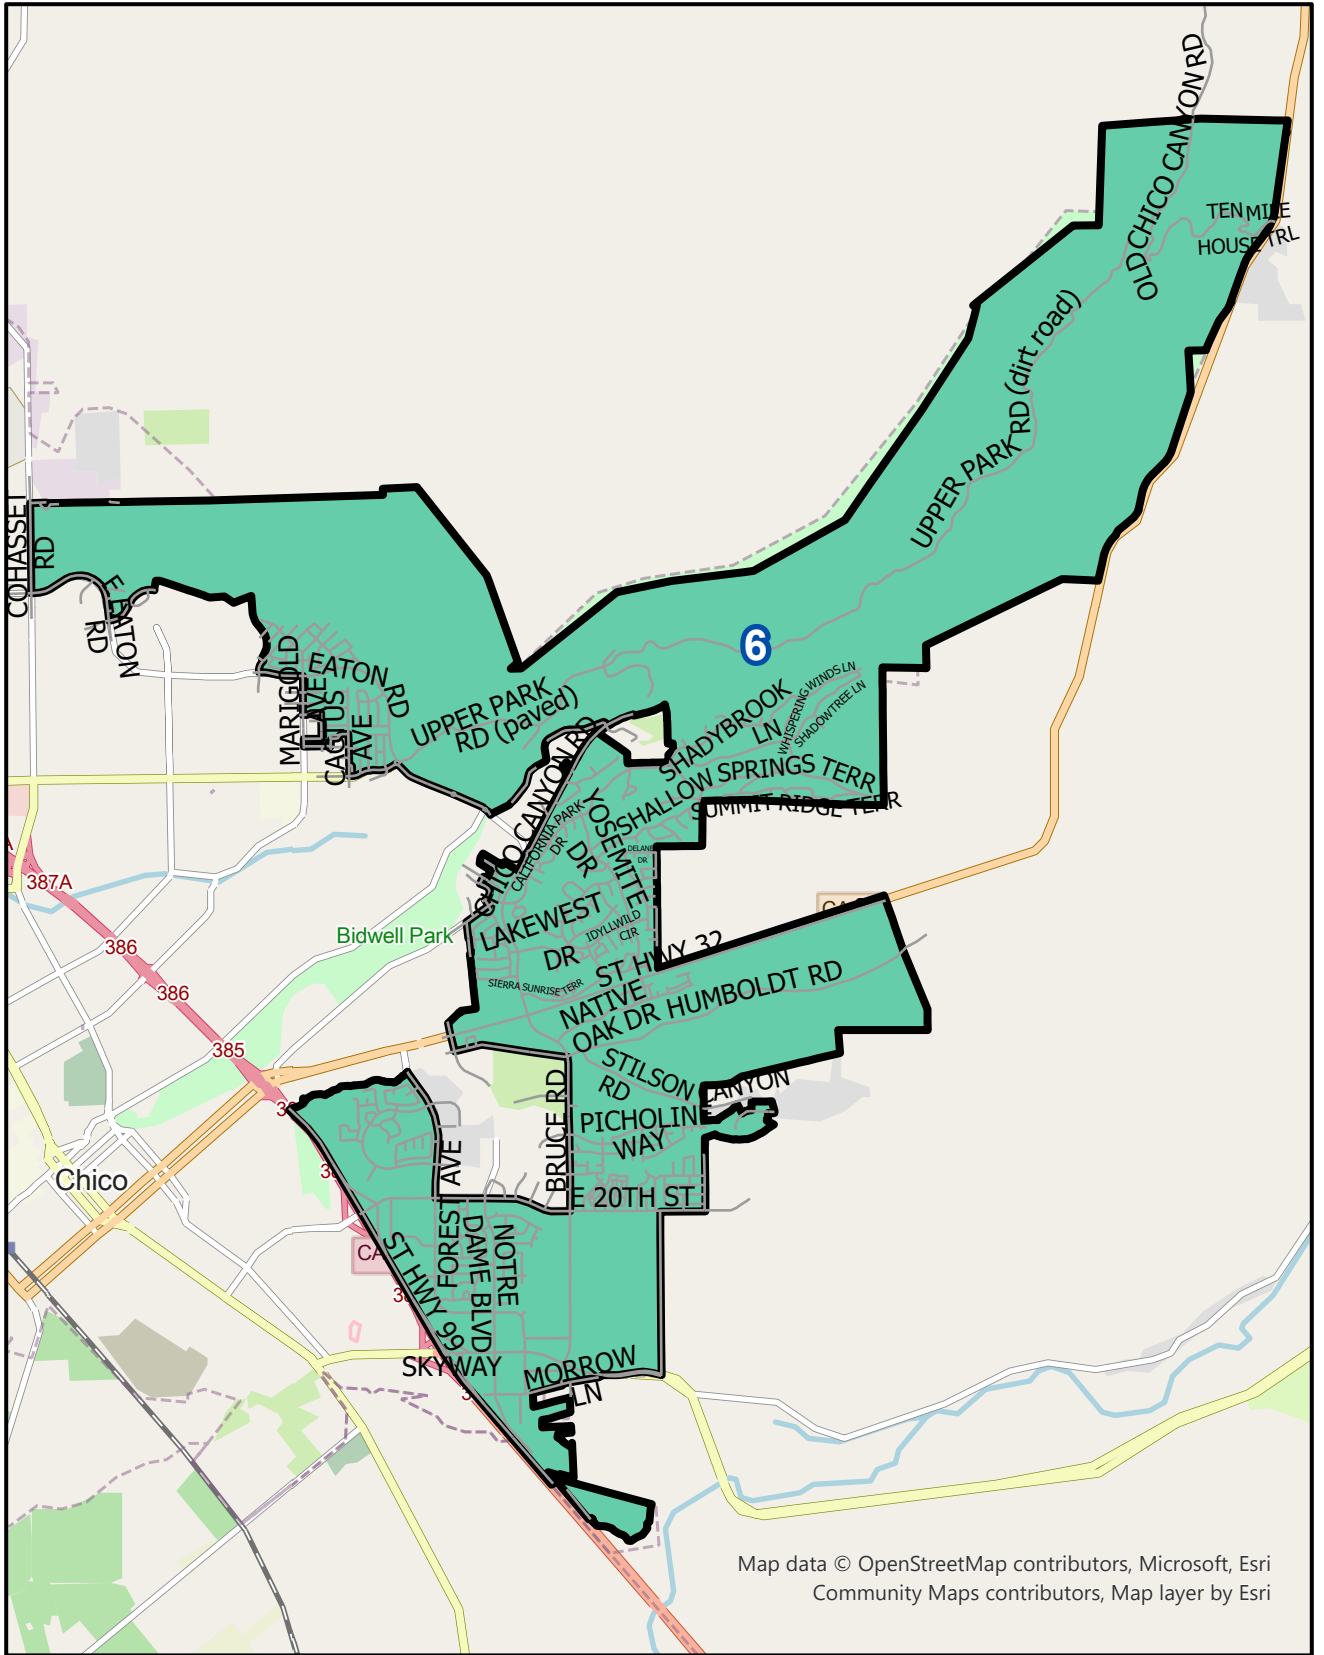 OLD CHICO CANYON RD
TEN MILE
HOUSE TRL
UPPER PARK RD (dirt road)
COHASSET
RD
E EATON
RD
6
MARIGOLD
AVE
EATON RD
CACTUS
AVE
UPPER PARK
RD (paved)
SHADYBROOK
LN
WHISPERING WINDS LN
SHADOWTREE LN
SHALLOW SPRINGS TERR
SUMMIT RIDGE TERR
CHICO CANYON RD
CALIFORNIA PARK
DR
YOSEMITE
DR
DR
387A
386
386
385
Bidwell Park
LAKEWEST
DR
IDYLLWILD
CIR
SIERRA SUNRISE TERR
ST HWY 32
NATIVE
OAK DR
HUMBOLDT RD
STILSON CANYON
RD
BRUCE RD
PICHOLIN
WAY
E 20TH ST
Chico
FOREST AVE
NOTRE
DAME BLVD
ST HWY 99
SKYWAY
MORROW
LN
Map data © OpenStreetMap contributors, Microsoft, Esri
Community Maps contributors, Map layer by Esri